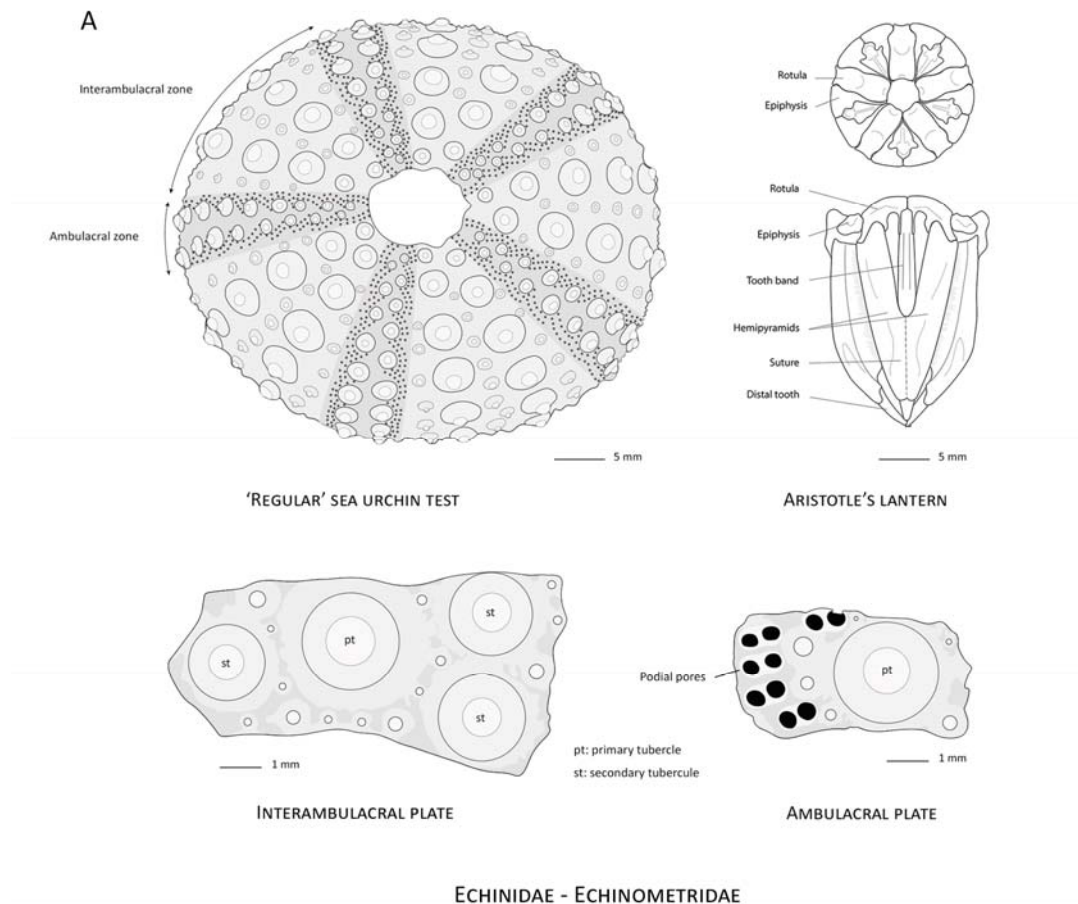 A
Interambulacral zone
Ambulacral zone
5 mm
'REGULAR' SEA URCHIN TEST
Rotula
Epiphysis
Rotula
Epiphysis
Tooth band
Hemipyramids
Suture
Distal tooth
5 mm
ARISTOTLE'S LANTERN
st
pt
st
st
1 mm
INTERAMBULACRAL PLATE
pt: primary tubercle
st: secondary tubercule
Podial pores
pt
1 mm
AMBULACRAL PLATE
ECHINIDAE - ECHINOMETRIDAE